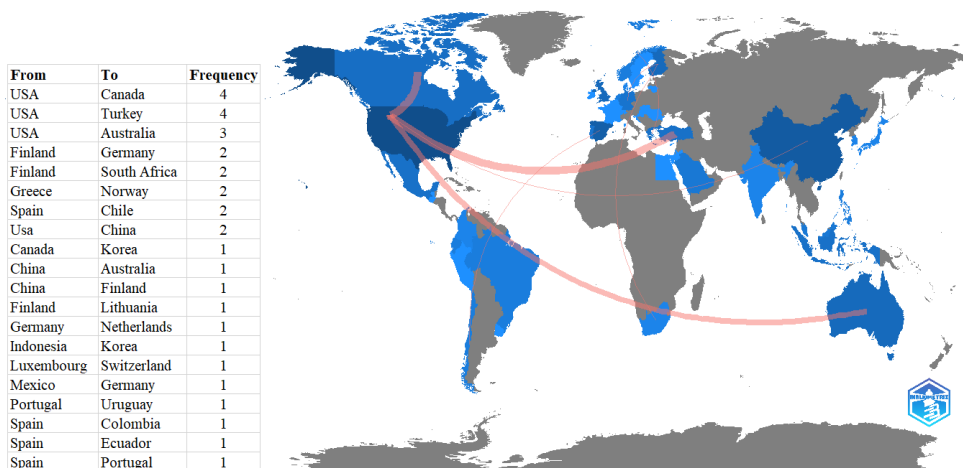 From To Frequency
USA Canada 4
USA Turkey 4
USA Australia 3
Finland Germany 2
Finland South Africa 2
Greece Norway 2
Spain Chile 2
Usa China 2
Canada Korea 1
China Australia 1
China Finland 1
Finland Lithuania 1
Germany Netherlands 1
Indonesia Korea 1
Luxembourg Switzerland 1
Mexico Germany 1
Portugal Uruguay 1
Spain Colombia 1
Spain Ecuador 1
Spain Portugal 1
BIBLIOMETRIX